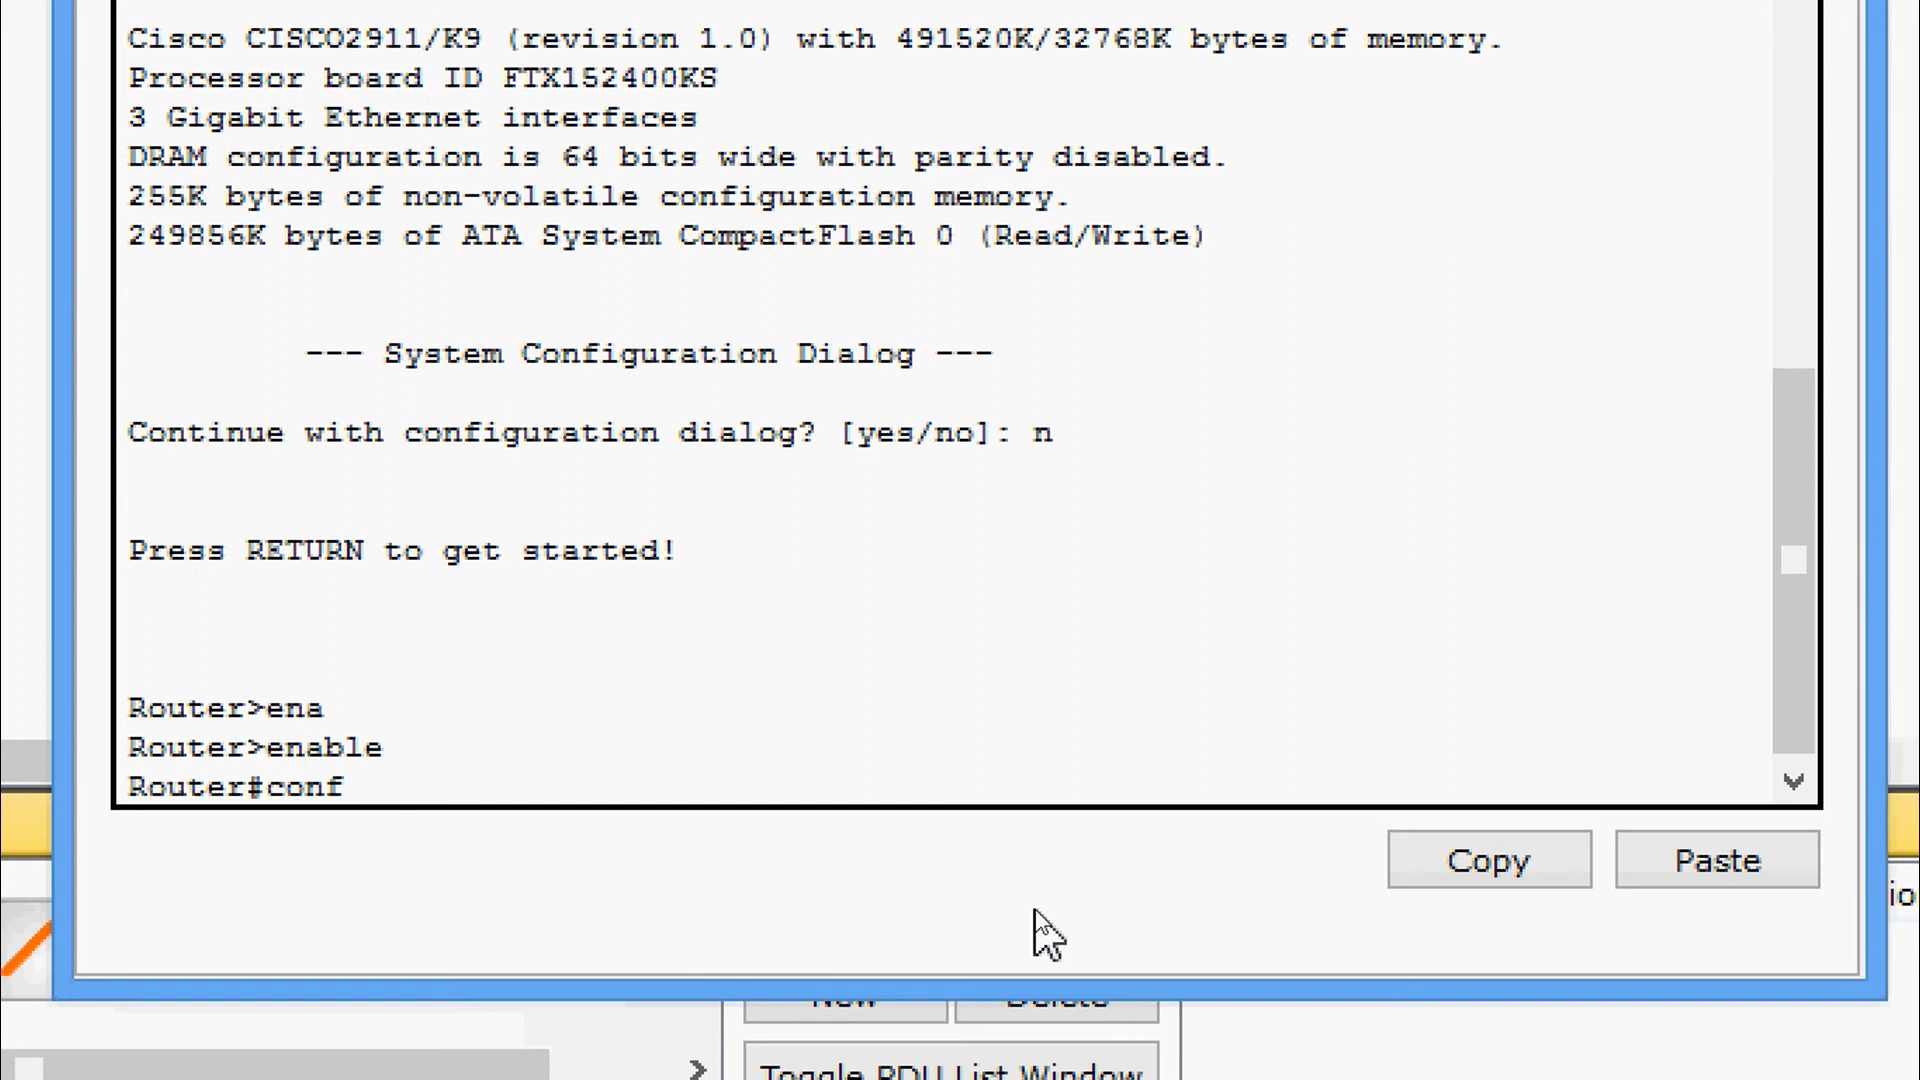 Cisco CISCO2911/K9 (revision 1.0) with 491520K/32768K bytes of memory.
Processor board ID FTX152400KS
3 Gigabit Ethernet interfaces
DRAM configuration is 64 bits wide with parity disabled.
255K bytes of non-volatile configuration memory.
249856K bytes of ATA System CompactFlash 0 (Read/Write)
--- System Configuration Dialog ---
Continue with configuration dialog? [yes/no]: n
Press RETURN to get started!
Router>ena
Router>enable
Router#conf
Copy
Paste
New
Delete
Toggle PDU List Window